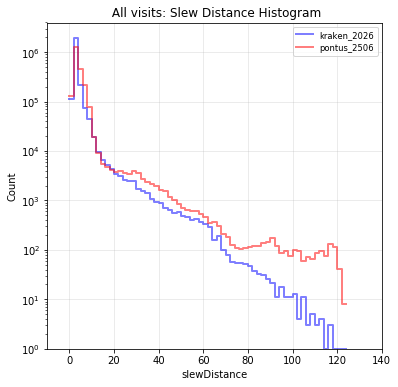 All visits: Slew Distance Histogram
kraken_2026
pontus_2506
10⁶
10⁵
10⁴
10³
10²
10¹
10⁰
Count
0 20 40 60 80 100 120 140
slewDistance